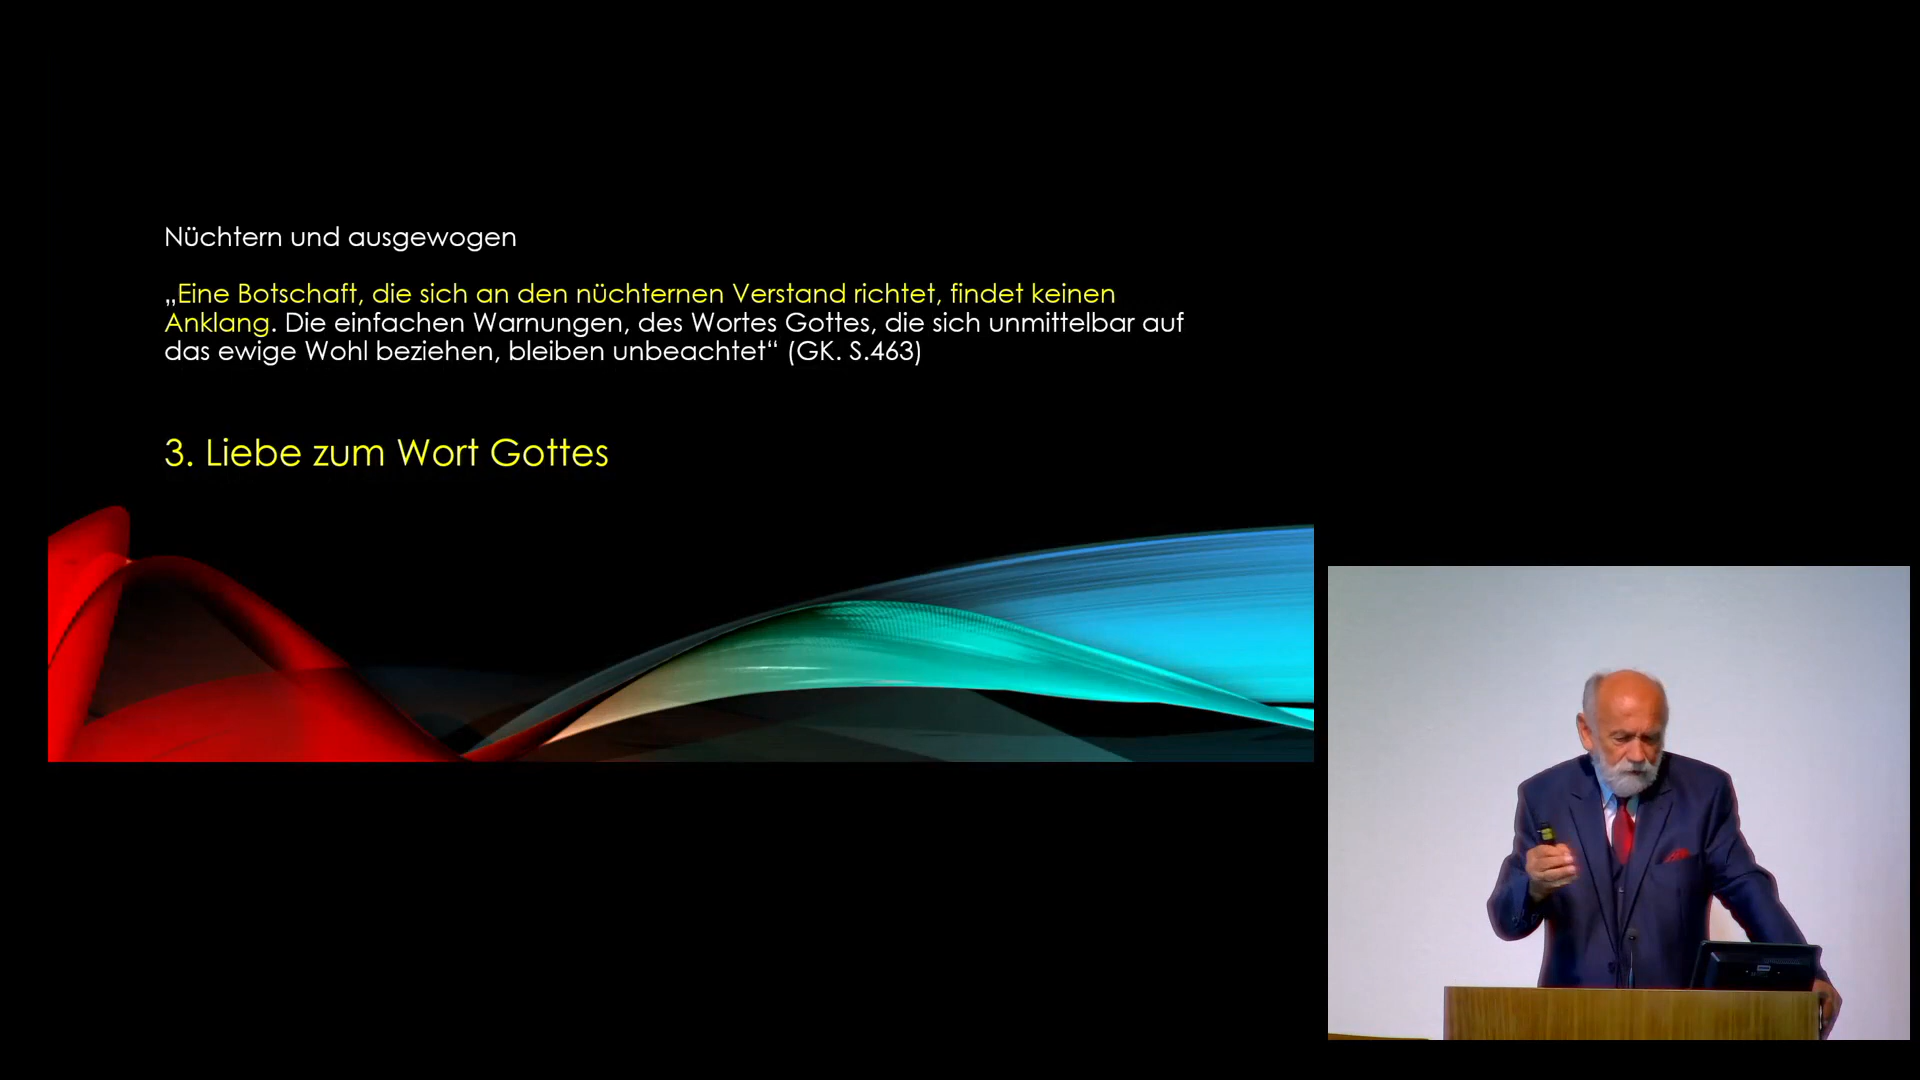 Nüchtern und ausgewogen
„Eine Botschaft, die sich an den nüchternen Verstand richtet, findet keinen
Anklang. Die einfachen Warnungen, des Wortes Gottes, die sich unmittelbar auf
das ewige Wohl beziehen, bleiben unbeachtet“ (GK. S.463)
3. Liebe zum Wort Gottes